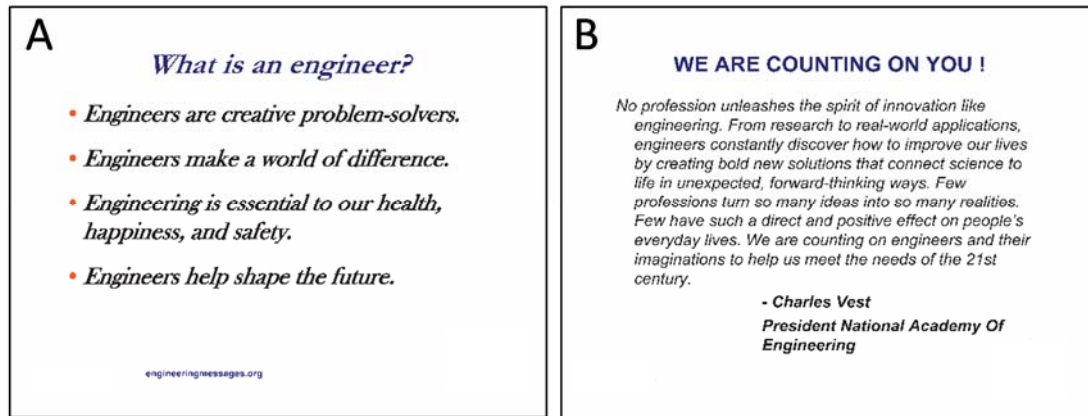 A
What is an engineer?
• Engineers are creative problem-solvers.
• Engineers make a world of difference.
• Engineering is essential to our health,
happiness, and safety.
• Engineers help shape the future.
engineeringmessages.org
B
WE ARE COUNTING ON YOU !
No profession unleashes the spirit of innovation like
engineering. From research to real-world applications,
engineers constantly discover how to improve our lives
by creating bold new solutions that connect science to
life in unexpected, forward-thinking ways. Few
professions turn so many ideas into so many realities.
Few have such a direct and positive effect on people's
everyday lives. We are counting on engineers and their
imaginations to help us meet the needs of the 21st
century.
- Charles Vest
President National Academy Of
Engineering